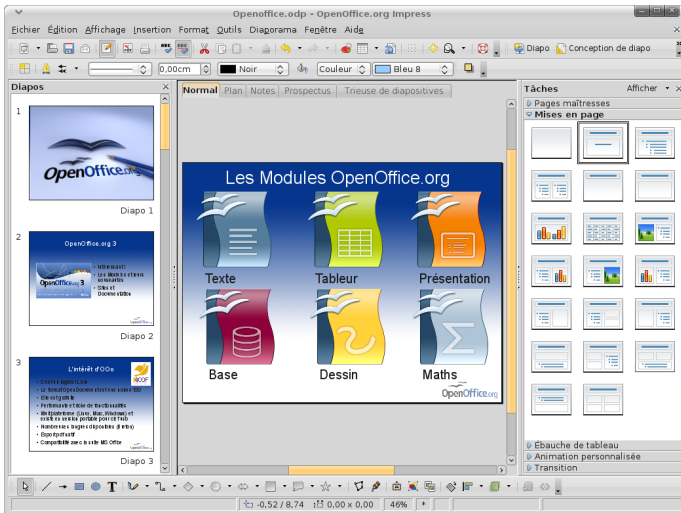 Openoffice.odp - OpenOffice.org Impress
Fichier Édition Affichage Insertion Format Outils Diaporama Fenêtre Aide
Diapo Conception de diapo
0,00cm Noir Couleur Bleu 8
Diapos
1
OpenOffice.org
Diapo 1
2
OpenOffice.org 3
OpenOffice.org 3
Diapo 2
3
L'intérêt d'OOo
Diapo 3
Normal Plan Notes Prospectus Trieuse de diapositives
Les Modules OpenOffice.org
Texte Tableur Présentation
Base Dessin Maths
OpenOffice.org
Tâches Afficher
Pages maîtresses
Mises en page
Ébauche de tableau
Animation personnalisée
Transition
-0,52 / 8,74 0,00 x 0,00 46% *